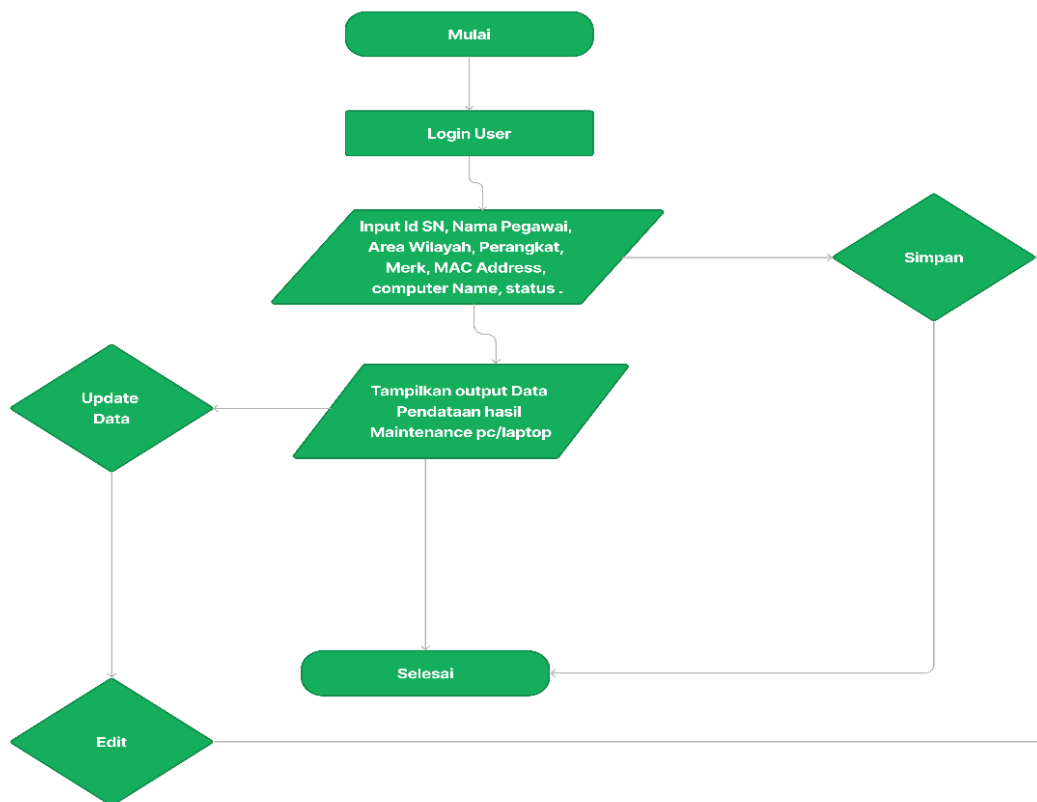 Mulai
Login User
Input Id SN, Nama Pegawai,
Area Wilayah, Perangkat,
Merk, MAC Address,
computer Name, status .
Simpan
Tampilkan output Data
Pendataan hasil
Maintenance pc/laptop
Update
Data
Selesai
Edit